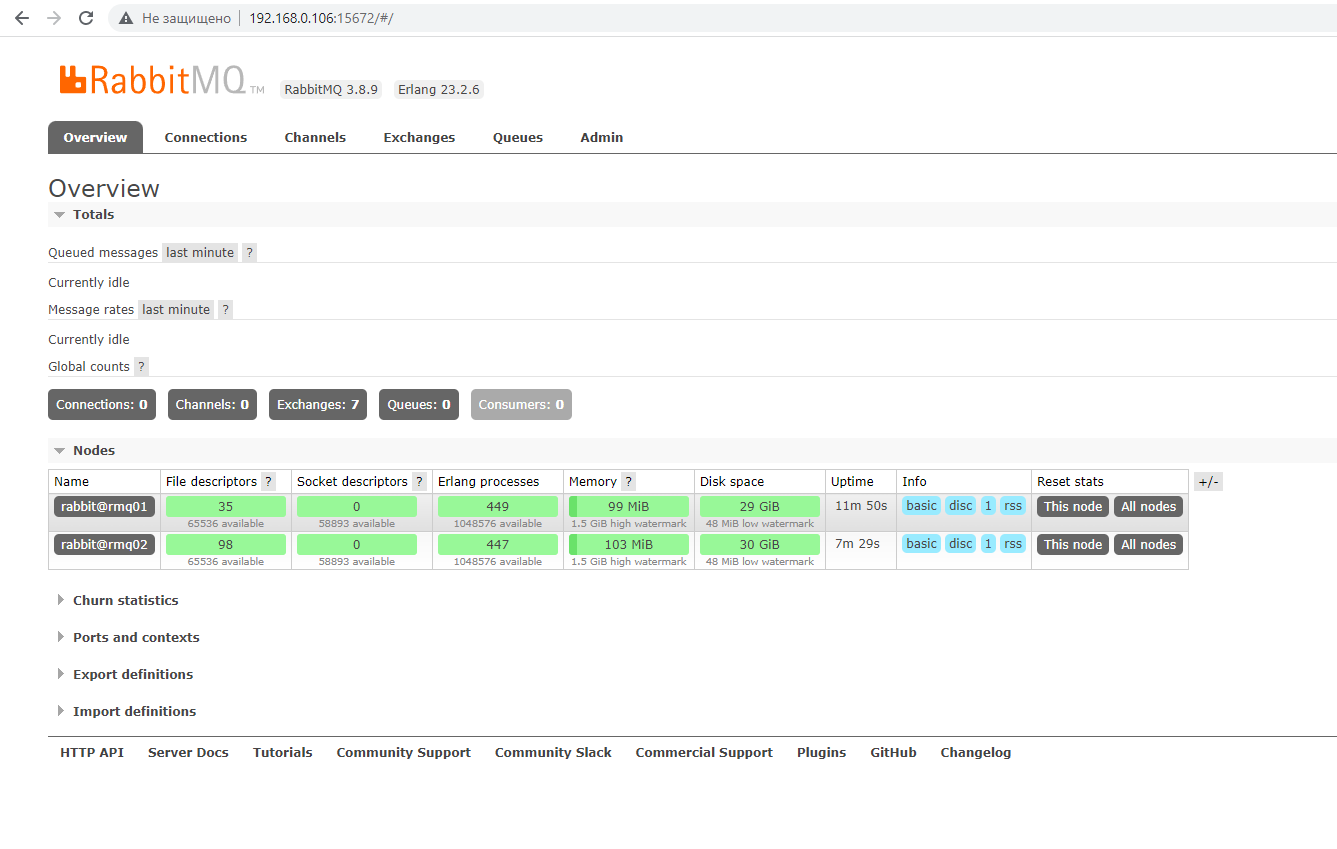 Не защищено 192.168.0.106:15672/#/
RabbitMQ TM RabbitMQ 3.8.9 Erlang 23.2.6
Overview Connections Channels Exchanges Queues Admin
Overview
Totals
Queued messages last minute ?
Currently idle
Message rates last minute ?
Currently idle
Global counts ?
Connections: 0 Channels: 0 Exchanges: 7 Queues: 0 Consumers: 0
Nodes
Name File descriptors ? Socket descriptors ? Erlang processes Memory ? Disk space Uptime Info Reset stats +/-
rabbit@rmq01 35 0 449 99 MiB 29 GiB 11m 50s basic disc 1 rss This node All nodes
65536 available 58893 available 1048576 available 1.5 GiB high watermark 48 MiB low watermark
rabbit@rmq02 98 0 447 103 MiB 30 GiB 7m 29s basic disc 1 rss This node All nodes
65536 available 58893 available 1048576 available 1.5 GiB high watermark 48 MiB low watermark
Churn statistics
Ports and contexts
Export definitions
Import definitions
HTTP API Server Docs Tutorials Community Support Community Slack Commercial Support Plugins GitHub Changelog